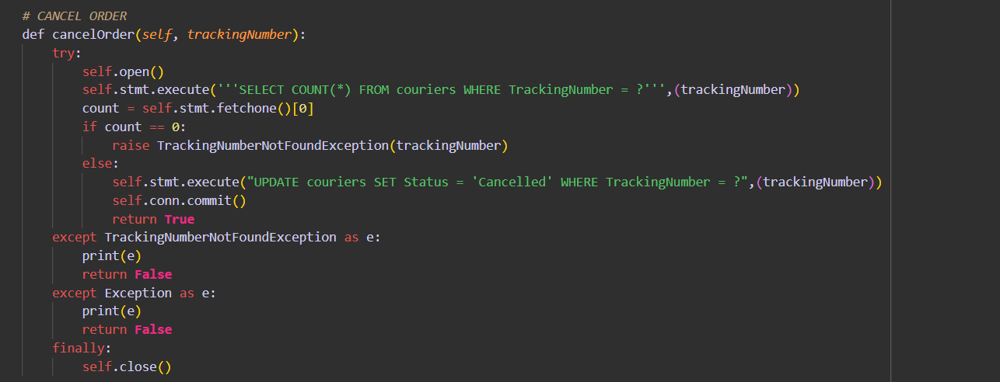 # CANCEL ORDER
def cancelOrder(self, trackingNumber):
    try:
        self.open()
        self.stmt.execute('''SELECT COUNT(*) FROM couriers WHERE TrackingNumber = ?''',(trackingNumber))
        count = self.stmt.fetchone()[0]
        if count == 0:
            raise TrackingNumberNotFoundException(trackingNumber)
        else:
            self.stmt.execute("UPDATE couriers SET Status = 'Cancelled' WHERE TrackingNumber = ?",(trackingNumber))
            self.conn.commit()
            return True
    except TrackingNumberNotFoundException as e:
        print(e)
        return False
    except Exception as e:
        print(e)
        return False
    finally:
        self.close()